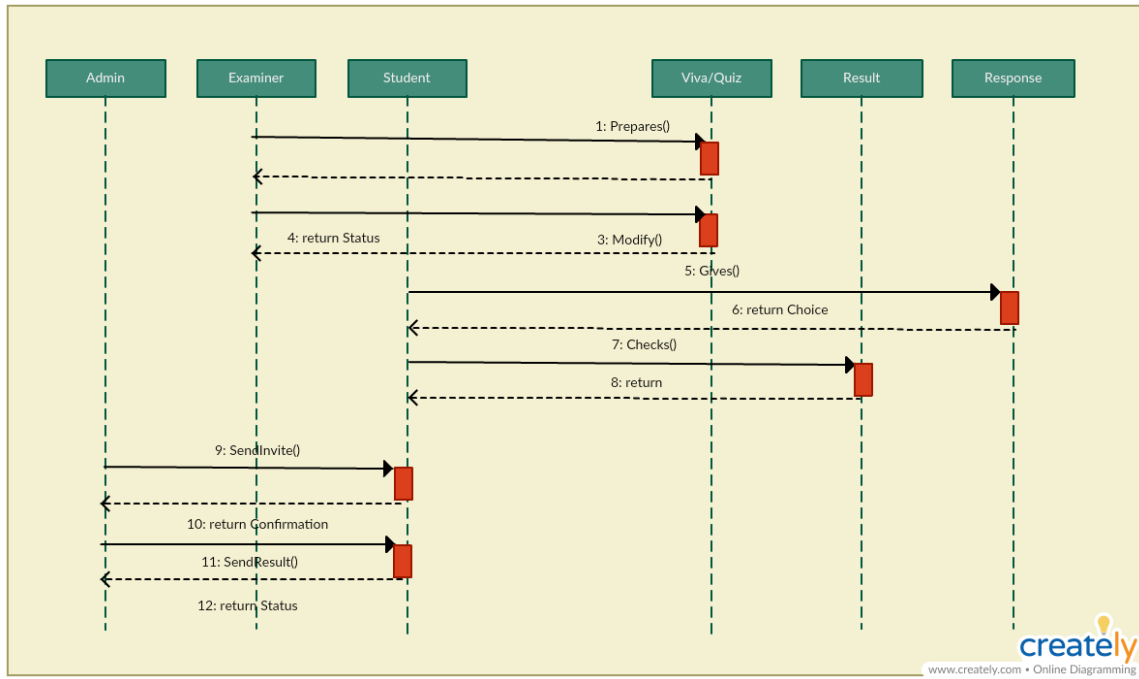 Admin
Examiner
Student
Viva/Quiz
Result
Response
1: Prepares()
4: return Status
3: Modify()
5: Gives()
6: return Choice
7: Checks()
8: return
9: SendInvite()
10: return Confirmation
11: SendResult()
12: return Status
creately
www.creately.com • Online Diagramming